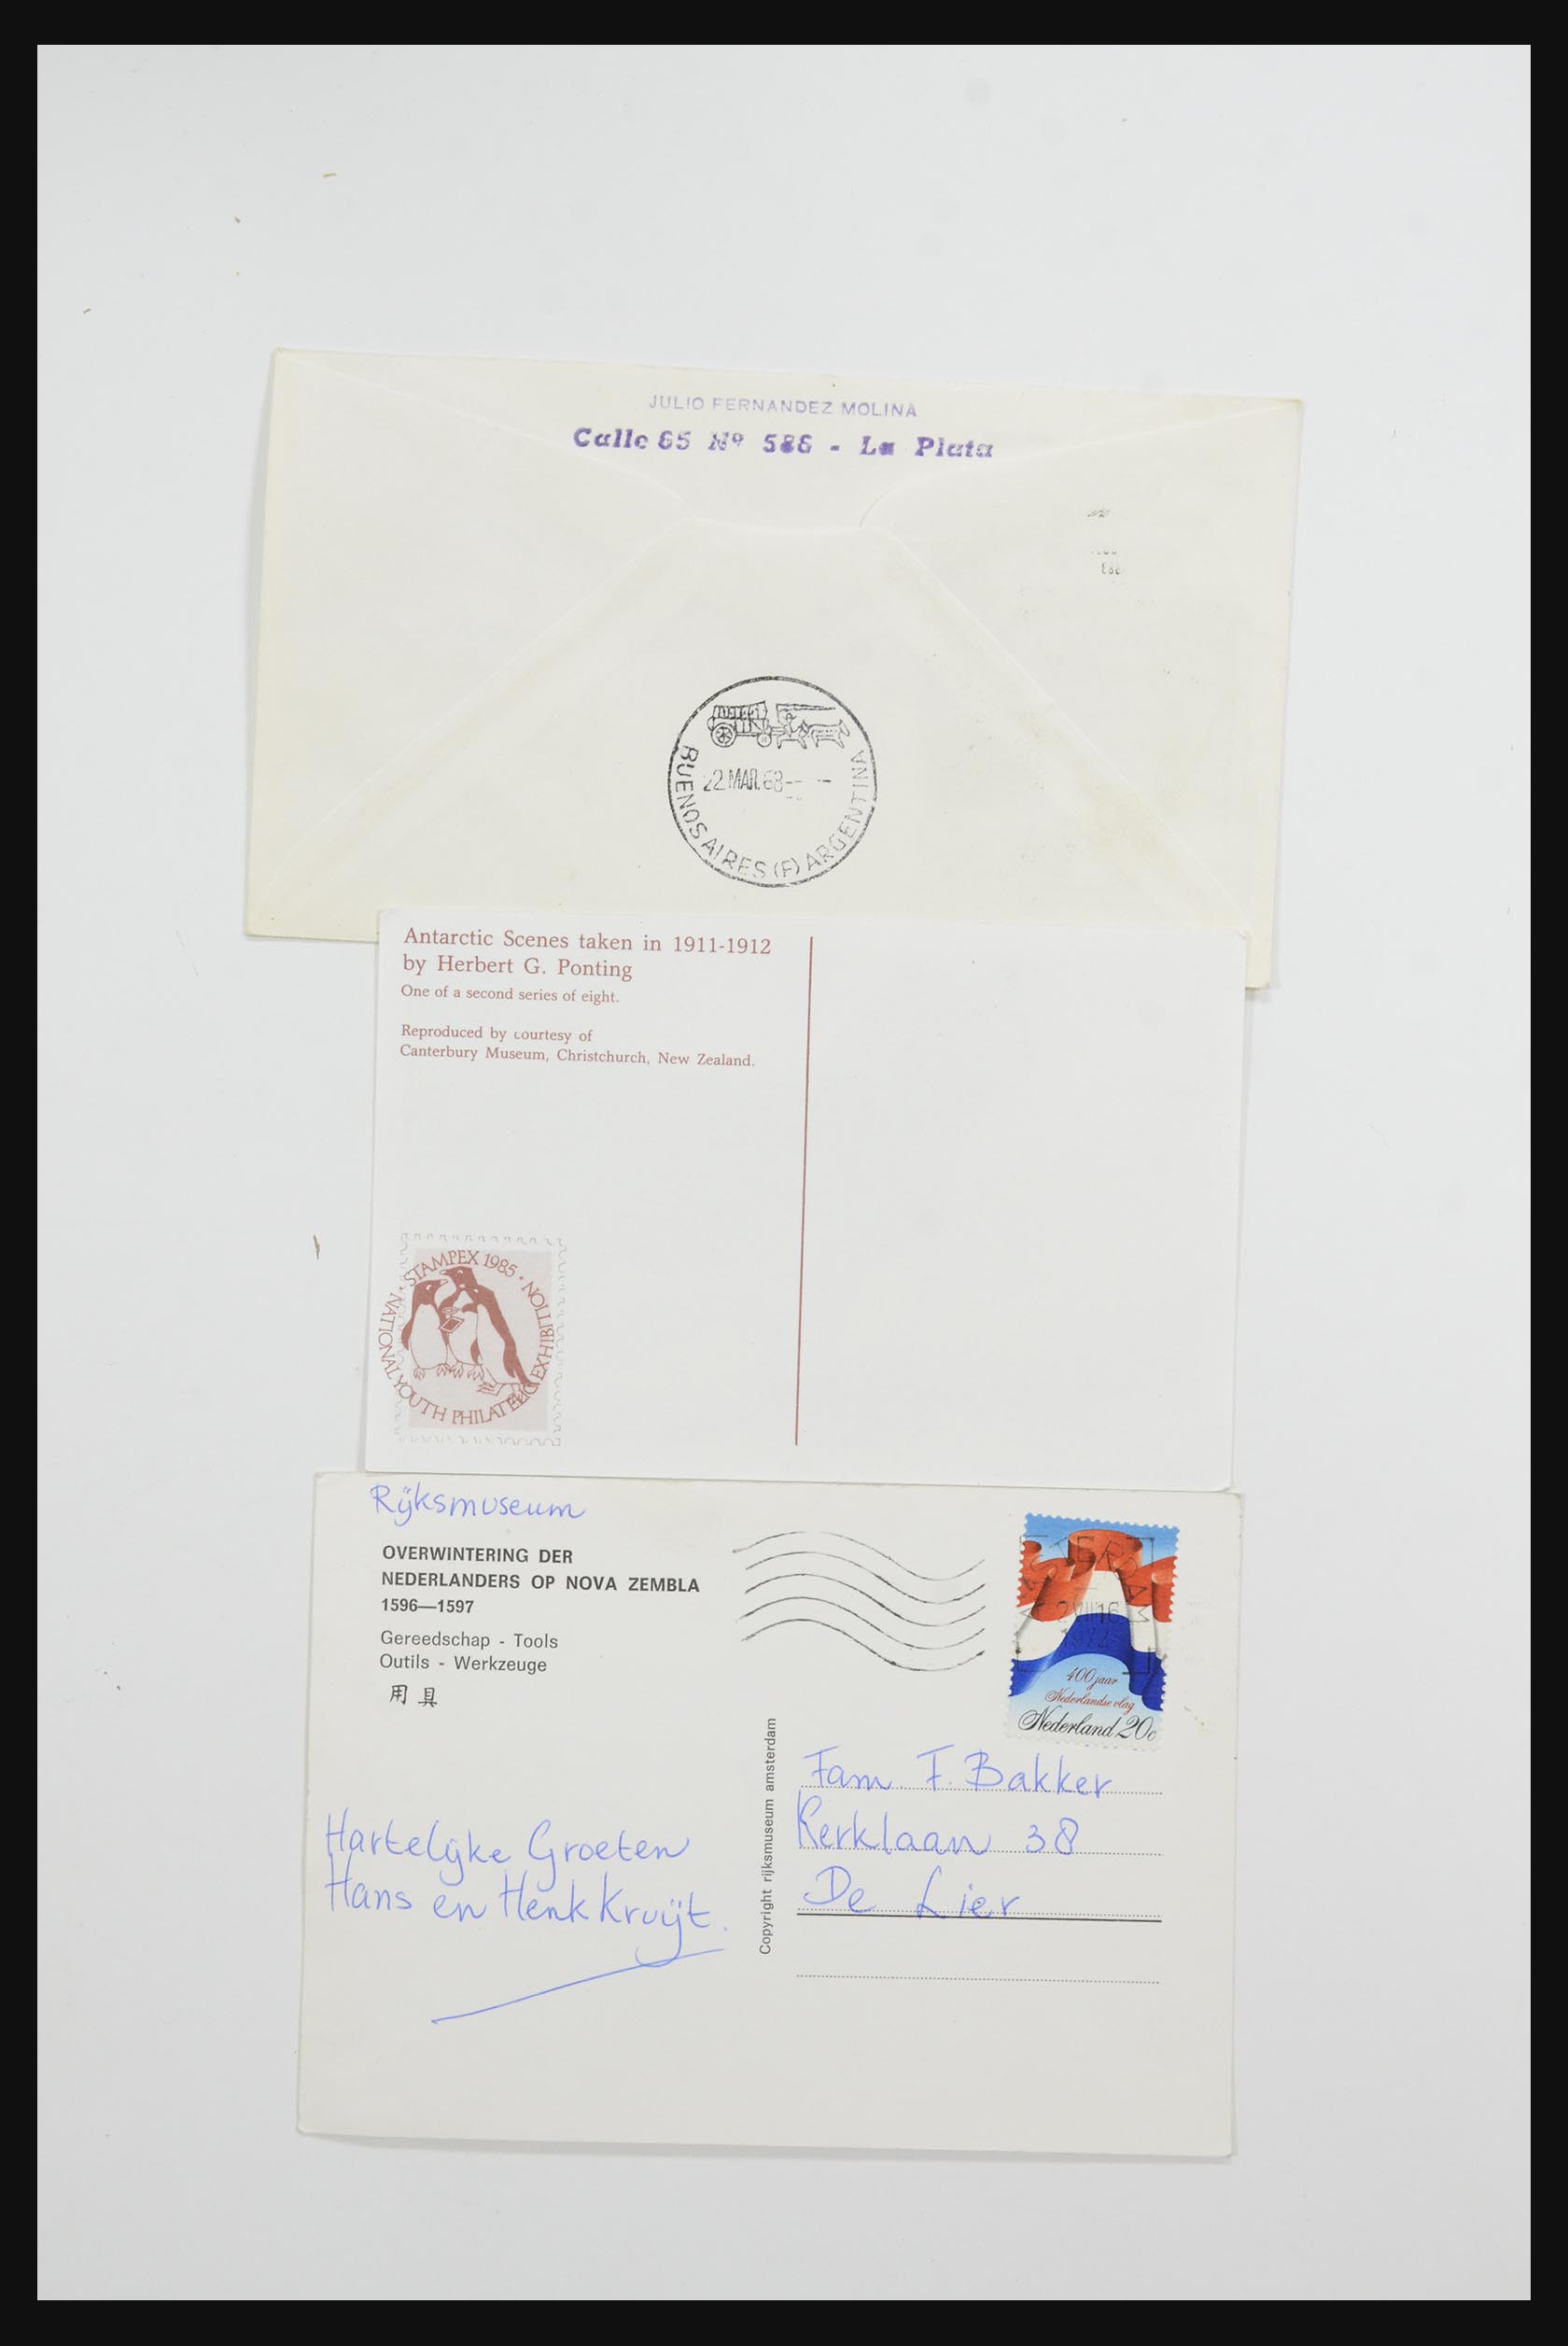 JULIO FERNANDEZ MOLINA
Calle 65 Nº 586 - La Plata
22 MAR. 68
BUENOS AIRES (F) ARGENTINA
Antarctic Scenes taken in 1911-1912
by Herbert G. Ponting
One of a second series of eight.
Reproduced by courtesy of
Canterbury Museum, Christchurch, New Zealand.
STAMPEX 1985 · NATIONAL YOUTH PHILATELIC EXHIBITION ·
Rijksmuseum
OVERWINTERING DER
NEDERLANDERS OP NOVA ZEMBLA
1596—1597
Gereedschap - Tools
Outils - Werkzeuge
用具
Hartelijke Groeten
Hans en Henk Kruijt.
Copyright rijksmuseum amsterdam
400 jaar
Nederlandse vlag
Nederland 20c
Fam. F. Bakker
Kerklaan 38
De Lier